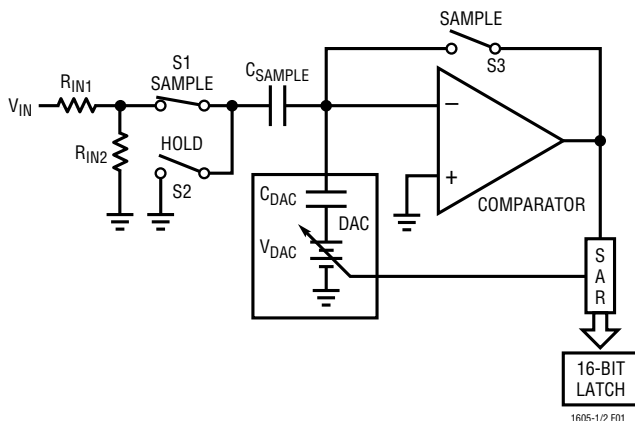 SAMPLE
S3
S1
SAMPLE
CSAMPLE
VIN
RIN1
RIN2
HOLD
S2
–
+
COMPARATOR
CDAC
DAC
VDAC
S
A
R
16-BIT
LATCH
1605-1/2 F01